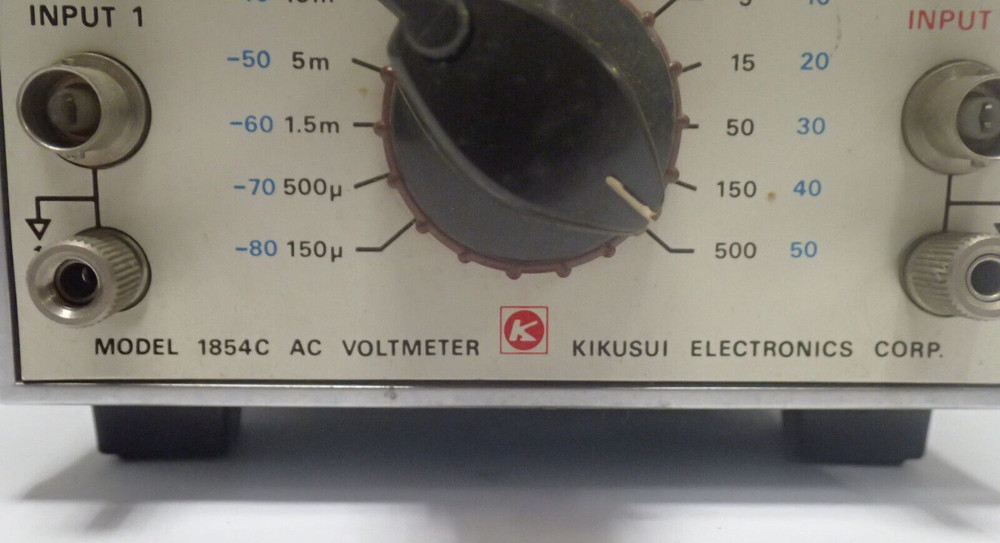 INPUT 1
INPUT
-50 5m
15 20
-60 1.5m
50 30
-70 500μ
150 40
-80 150μ
500 50
MODEL 1854C AC VOLTMETER K KIKUSUI ELECTRONICS CORP.